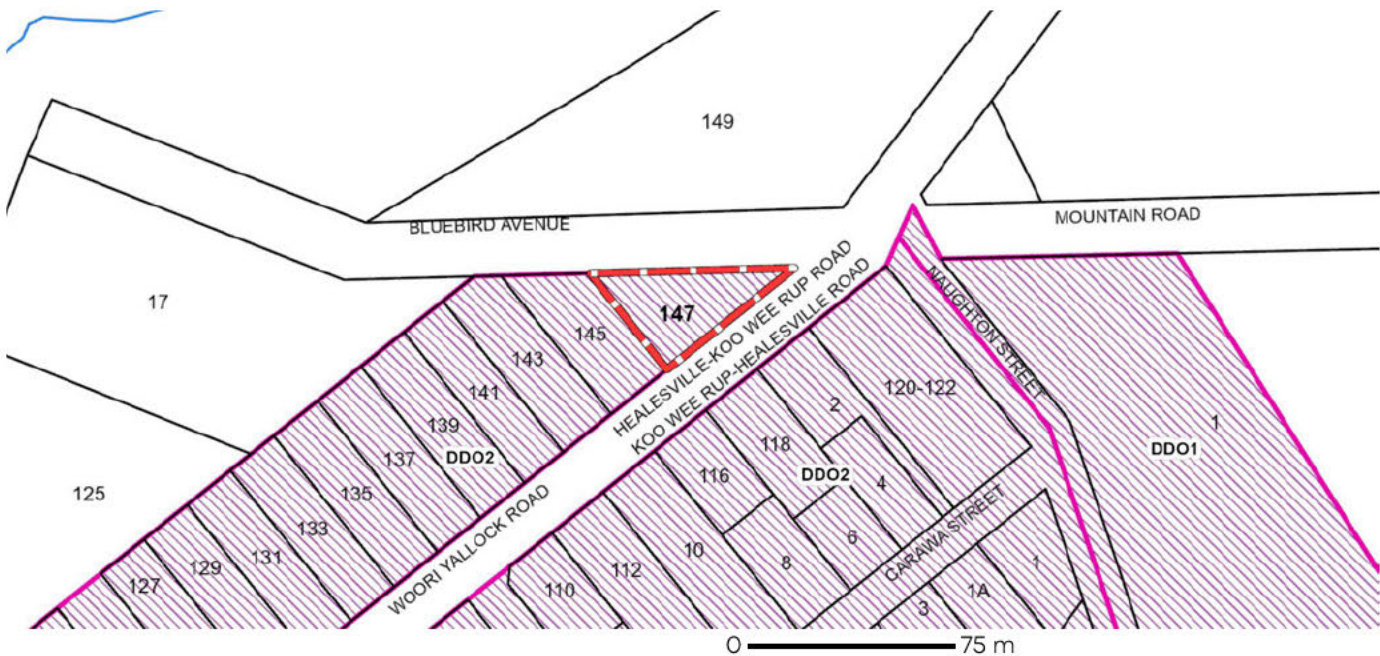 149
BLUEBIRD AVENUE
MOUNTAIN ROAD
17
147
145
NAUGHTON STREET
HEALESVILLE-KOO WEE RUP ROAD
KOO WEE RUP-HEALESVILLE ROAD
143
141
139
DDO2
137
135
133
131
129
127
125
WOORI YALLOCK ROAD
120-122
2
118
DDO2
4
116
6
1
DDO1
10
8
CARAWA STREET
112
110
1
1A
3
0 75 m